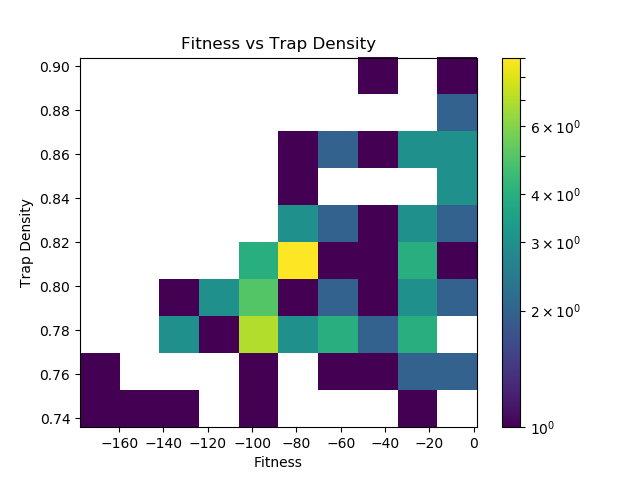 Fitness vs Trap Density
0.90
0.88
0.86
0.84
0.82
0.80
0.78
0.76
0.74
Trap Density
−160 −140 −120 −100 −80 −60 −40 −20 0
Fitness
6 × 10⁰
4 × 10⁰
3 × 10⁰
2 × 10⁰
10⁰